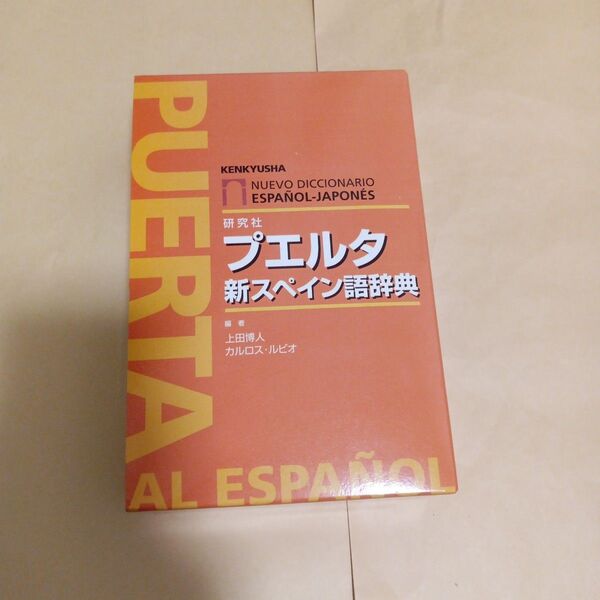 PUERTA
AL ESPAÑOL
KENKYUSHA
NUEVO DICCIONARIO
ESPAÑOL-JAPONÉS
研究社
プエルタ
新スペイン語辞典
編者
上田博人
カルロス・ルビオ